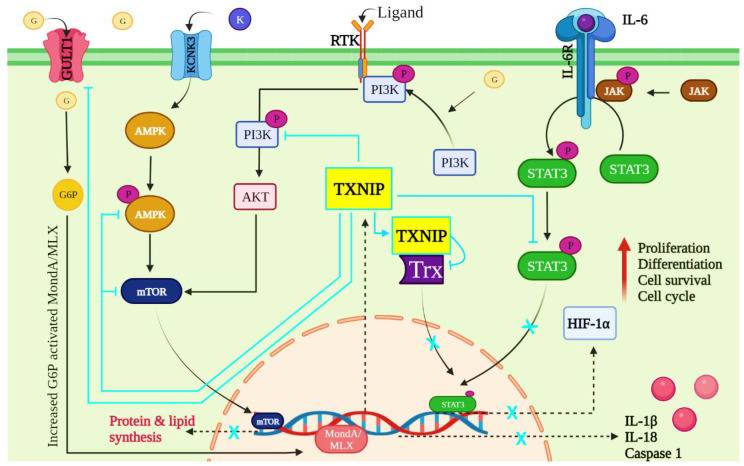 G
GULT1
G
G
G6P
Increased G6P activated MondA/MLX
K
KCNK3
AMPK
P
AMPK
mTOR
Ligand
RTK
P
PI3K
G
PI3K
P
PI3K
AKT
TXNIP
TXNIP
Trx
IL-6
IL-6R
P
JAK
JAK
P
STAT3
STAT3
P
STAT3
Proliferation
Differentiation
Cell survival
Cell cycle
HIF-1α
STAT3
mTOR
MondA/
MLX
Protein & lipid
synthesis
IL-1β
IL-18
Caspase 1